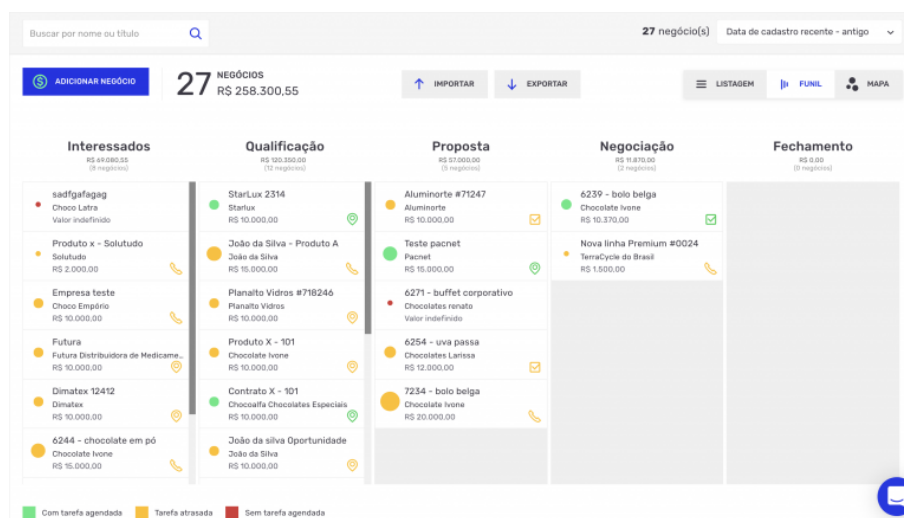 Buscar por nome ou título
27 negócio(s)
Data de cadastro recente - antigo
ADICIONAR NEGÓCIO
27 NEGÓCIOS
R$ 258.300,55
IMPORTAR
EXPORTAR
LISTAGEM
FUNIL
MAPA
Interessados
R$ 69.080,55
(8 negócios)
sadfgafagag
Choco Latra
Valor indefinido
Produto x - Solutudo
Solutudo
R$ 2.000,00
Empresa teste
Choco Empório
R$ 10.000,00
Futura
Futura Distribuidora de Medicame...
R$ 10.000,00
Dimatex 12412
Dimatex
R$ 10.000,00
6244 - chocolate em pó
Chocolate Ivone
R$ 15.000,00
Qualificação
R$ 120.350,00
(12 negócios)
StarLux 2314
Starlux
R$ 10.000,00
João da Silva - Produto A
João da Silva
R$ 15.000,00
Planalto Vidros #718246
Planalto Vidros
R$ 10.000,00
Produto X - 101
Chocolate Ivone
R$ 10.000,00
Contrato X - 101
Chocoalfa Chocolates Especiais
R$ 10.000,00
João da silva Oportunidade
João da Silva
R$ 10.000,00
Proposta
R$ 57.000,00
(5 negócios)
Aluminorte #71247
Aluminorte
R$ 10.000,00
Teste pacnet
Pacnet
R$ 15.000,00
6271 - buffet corporativo
Chocolates renato
Valor indefinido
6254 - uva passa
Chocolates Larissa
R$ 12.000,00
7234 - bolo belga
Chocolate Ivone
R$ 20.000,00
Negociação
R$ 11.870,00
(2 negócios)
6239 - bolo belga
Chocolate Ivone
R$ 10.370,00
Nova linha Premium #0024
TerraCycle do Brasil
R$ 1.500,00
Fechamento
R$ 0,00
(0 negócios)
Com tarefa agendada
Tarefa atrasada
Sem tarefa agendada